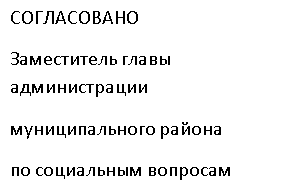 СОГЛАСОВАНО
Заместитель главы
администрации
муниципального района
по социальным вопросам